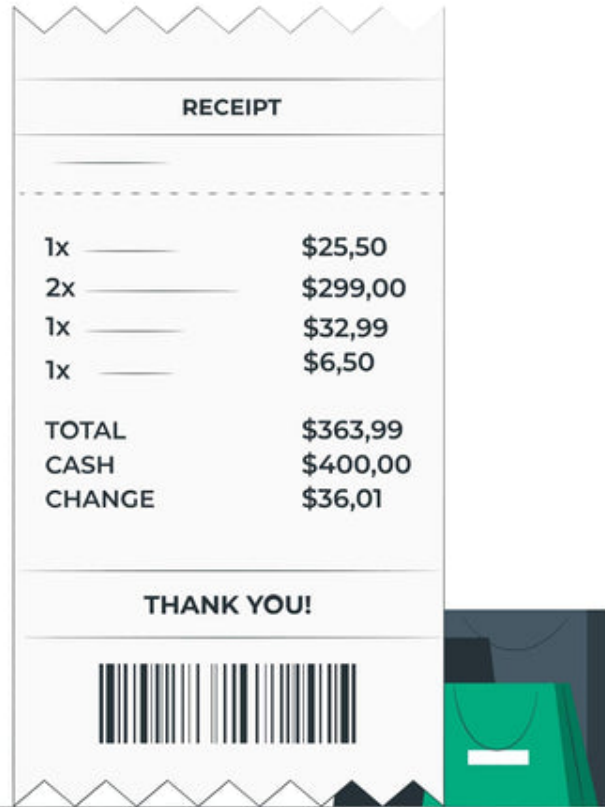 RECEIPT
1x $25,50
2x $299,00
1x $32,99
1x $6,50
TOTAL $363,99
CASH $400,00
CHANGE $36,01
THANK YOU!